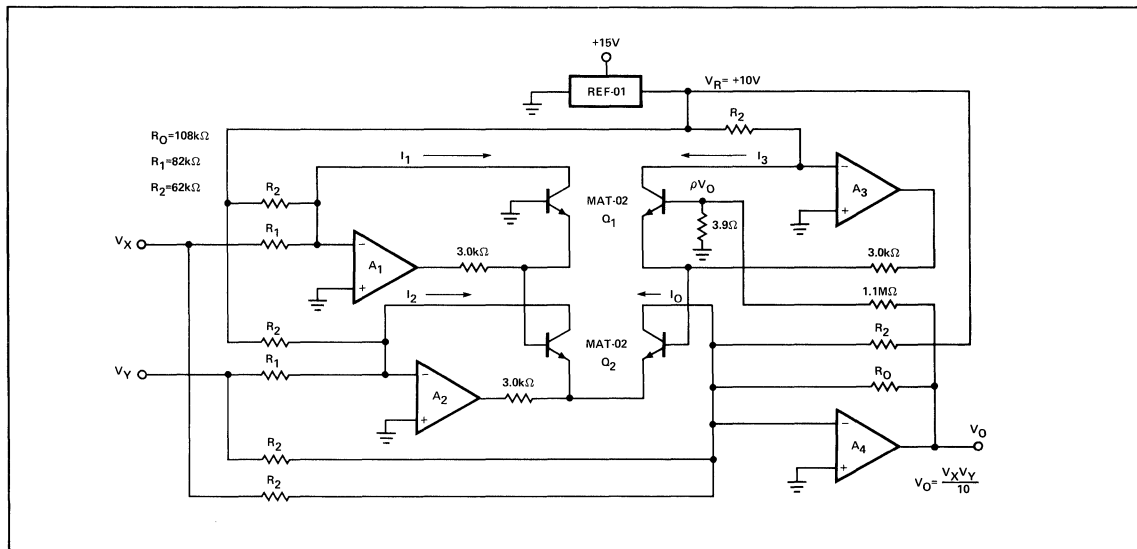 +15V
REF-01
V_R = +10V
R_O=108kΩ
R_1=82kΩ
R_2=62kΩ
R_2
I_1
I_3
R_2
R_1
V_X
MAT-02
Q_1
ρV_O
3.9Ω
A_3
−
+
3.0kΩ
A_1
−
+
3.0kΩ
I_2
I_O
1.1MΩ
R_2
R_1
V_Y
MAT-02
Q_2
R_2
R_O
A_2
−
+
3.0kΩ
A_4
−
+
V_O
R_2
R_2
V_O= V_XV_Y
10